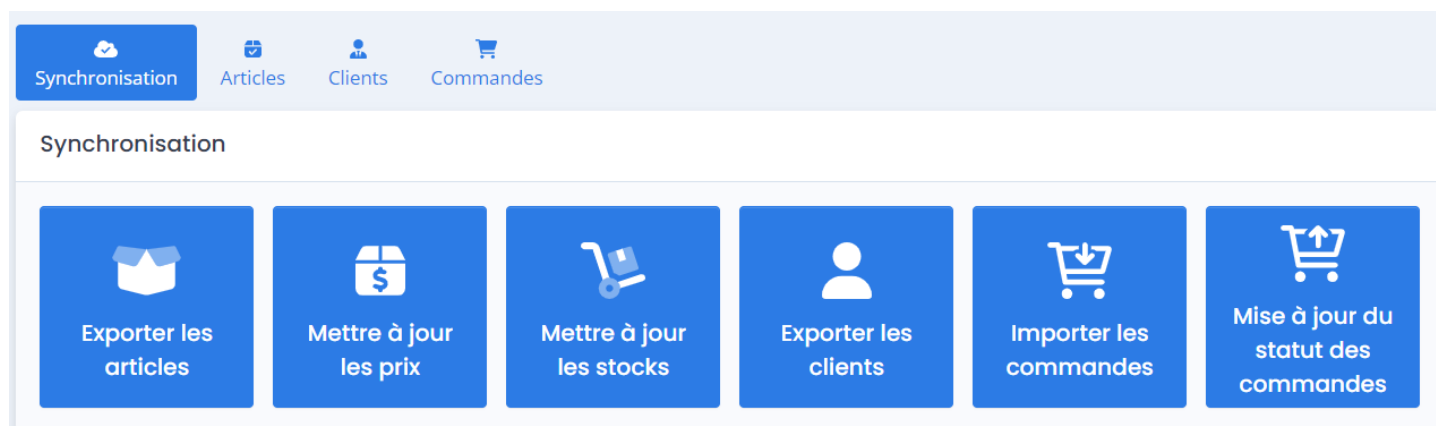 Synchronisation
Articles
Clients
Commandes
Synchronisation
Exporter les
articles
$
Mettre à jour
les prix
Mettre à jour
les stocks
Exporter les
clients
Importer les
commandes
Mise à jour du
statut des
commandes